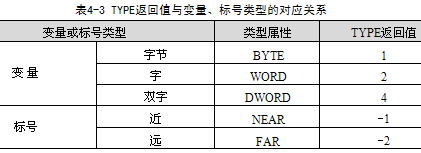 表4-3 TYPE返回值与变量、标号类型的对应关系
变量或标号类型 类型属性 TYPE返回值
变 量 字节 BYTE 1
字 WORD 2
双字 DWORD 4
标号 近 NEAR -1
远 FAR -2